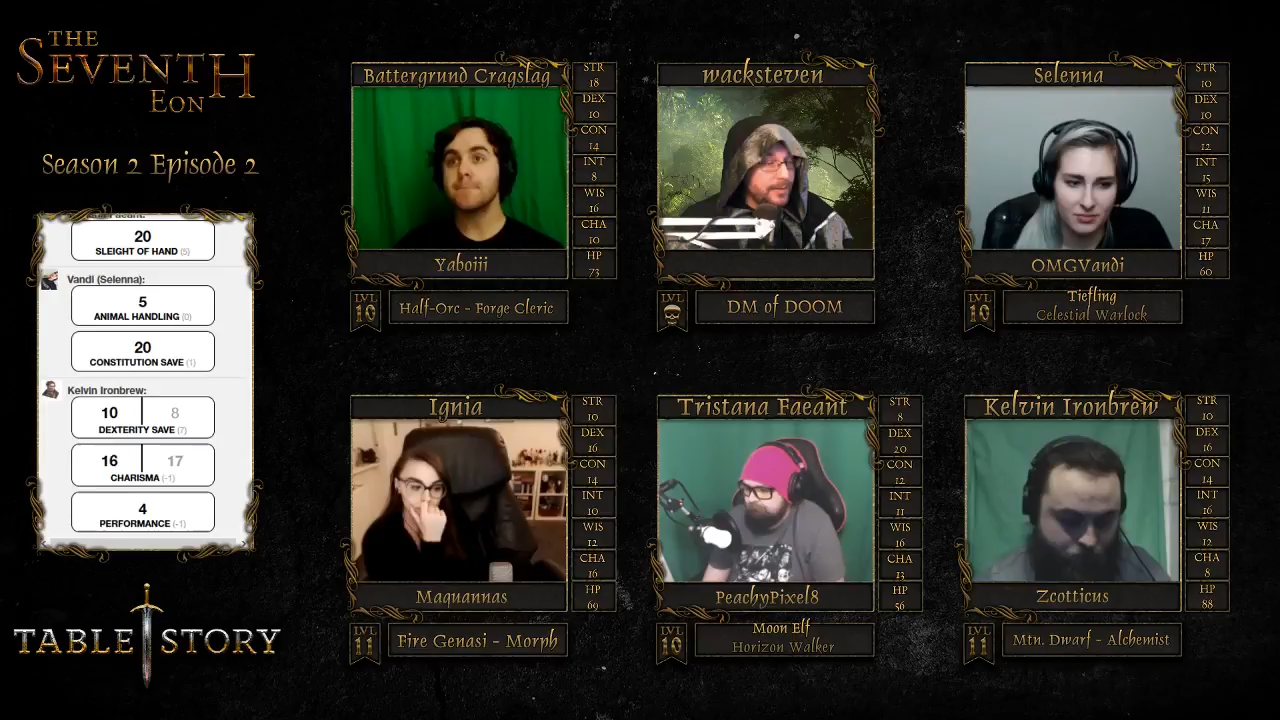 THE
SEVENTH
EON
Season 2 Episode 2
20
SLEIGHT OF HAND (5)
Vandi (Selenna):
5
ANIMAL HANDLING (0)
20
CONSTITUTION SAVE (1)
Kelvin Ironbrew:
10 8
DEXTERITY SAVE (7)
16 17
CHARISMA (-1)
4
PERFORMANCE (-1)
TABLE STORY
Battergrund Cragslag
STR
18
DEX
10
CON
14
INT
8
WIS
16
CHA
10
HP
73
Yaboiii
LVL
10
Half-Orc - Forge Cleric
wacksteven
LVL
DM of DOOM
Selenna
STR
10
DEX
10
CON
12
INT
15
WIS
11
CHA
17
HP
60
OMGVandi
LVL
10
Tiefling
Celestial Warlock
Ignia
STR
10
DEX
16
CON
14
INT
10
WIS
12
CHA
16
HP
69
Maquannas
LVL
11
Fire Genasi - Morph
Tristana Faeant
STR
8
DEX
20
CON
12
INT
11
WIS
16
CHA
13
HP
56
PeachyPixel8
LVL
10
Moon Elf
Horizon Walker
Kelvin Ironbrew
STR
10
DEX
16
CON
14
INT
16
WIS
12
CHA
8
HP
88
Zcotticus
LVL
11
Mtn. Dwarf - Alchemist